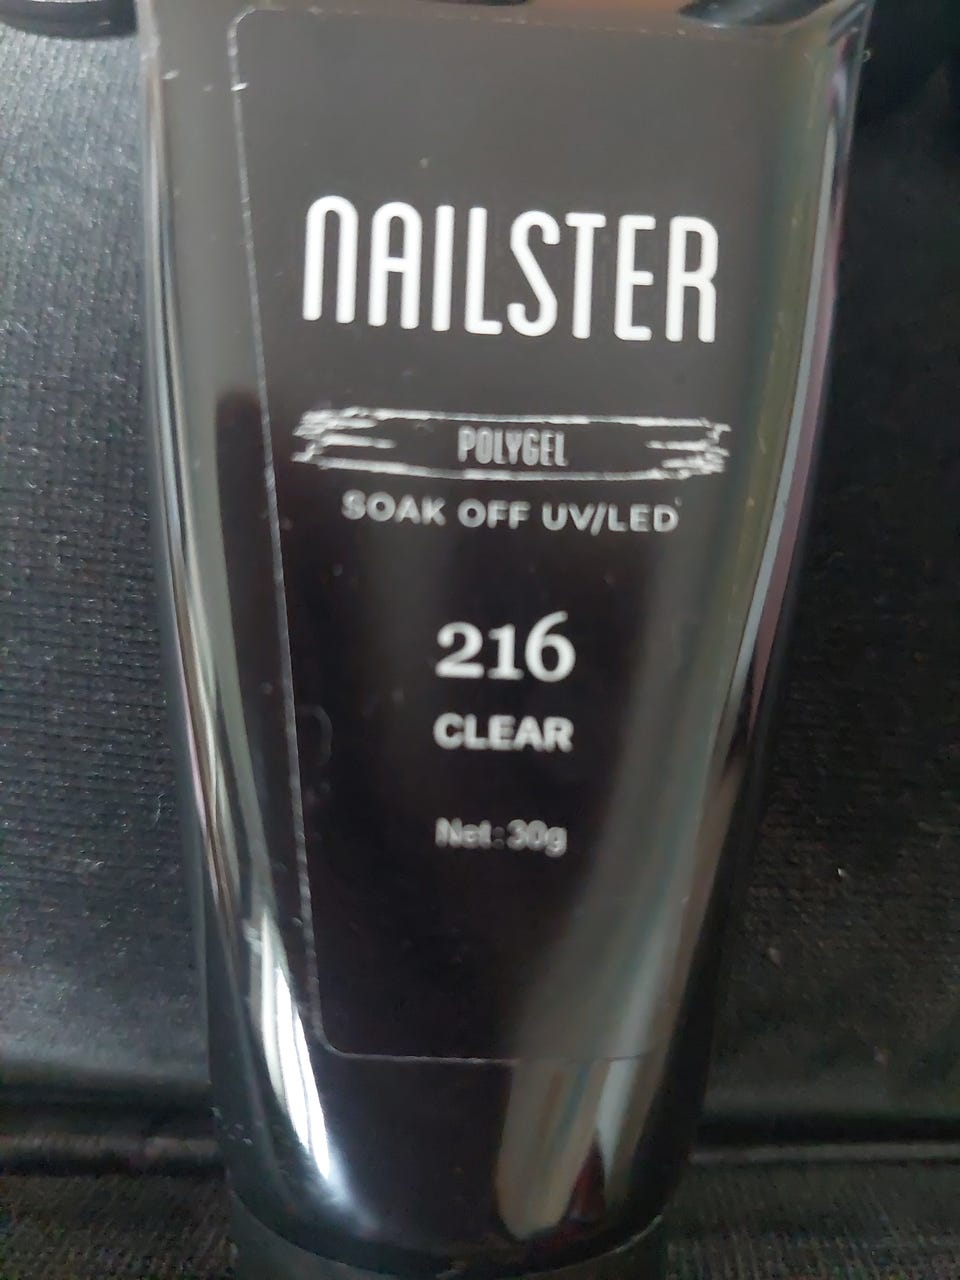 NAILSTER
POLYGEL
SOAK OFF UV/LED
216
CLEAR
Net:30g